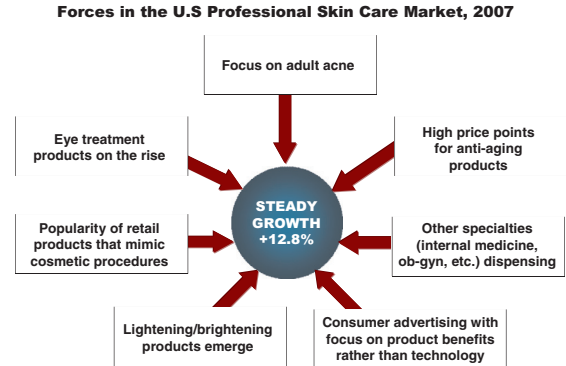 Forces in the U.S Professional Skin Care Market, 2007
Focus on adult acne
Eye treatment
products on the rise
High price points
for anti-aging
products
STEADY
GROWTH
+12.8%
Popularity of retail
products that mimic
cosmetic procedures
Other specialties
(internal medicine,
ob-gyn, etc.) dispensing
Lightening/brightening
products emerge
Consumer advertising with
focus on product benefits
rather than technology